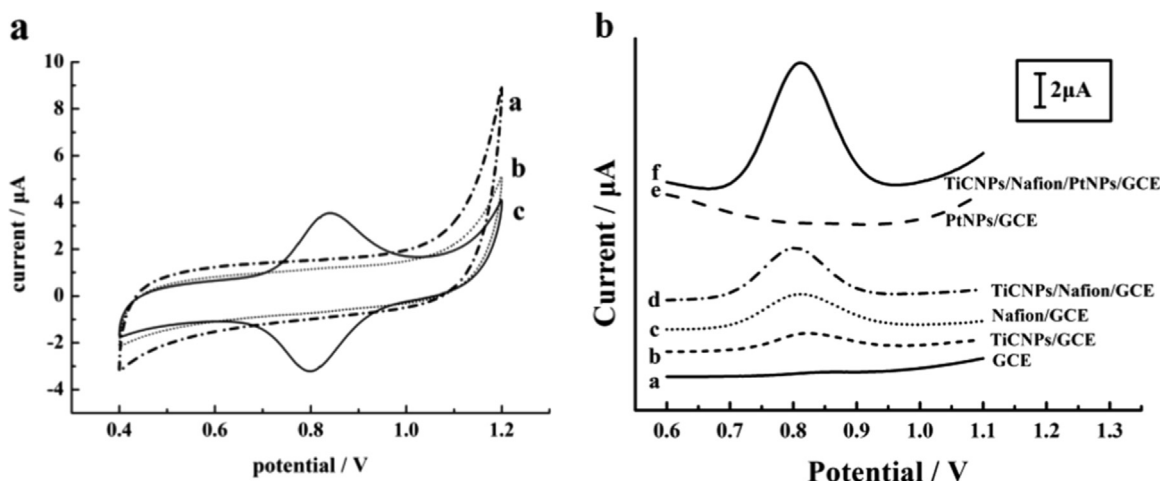 a
10
8
6
4
2
0
-2
-4
current / µA
a
b
c
0.4 0.6 0.8 1.0 1.2
potential / V
b
2µA
Current / µA
f
TiCNPs/Nafion/PtNPs/GCE
e
PtNPs/GCE
d
TiCNPs/Nafion/GCE
c
Nafion/GCE
b
TiCNPs/GCE
a
GCE
0.6 0.7 0.8 0.9 1.0 1.1 1.2 1.3
Potential / V